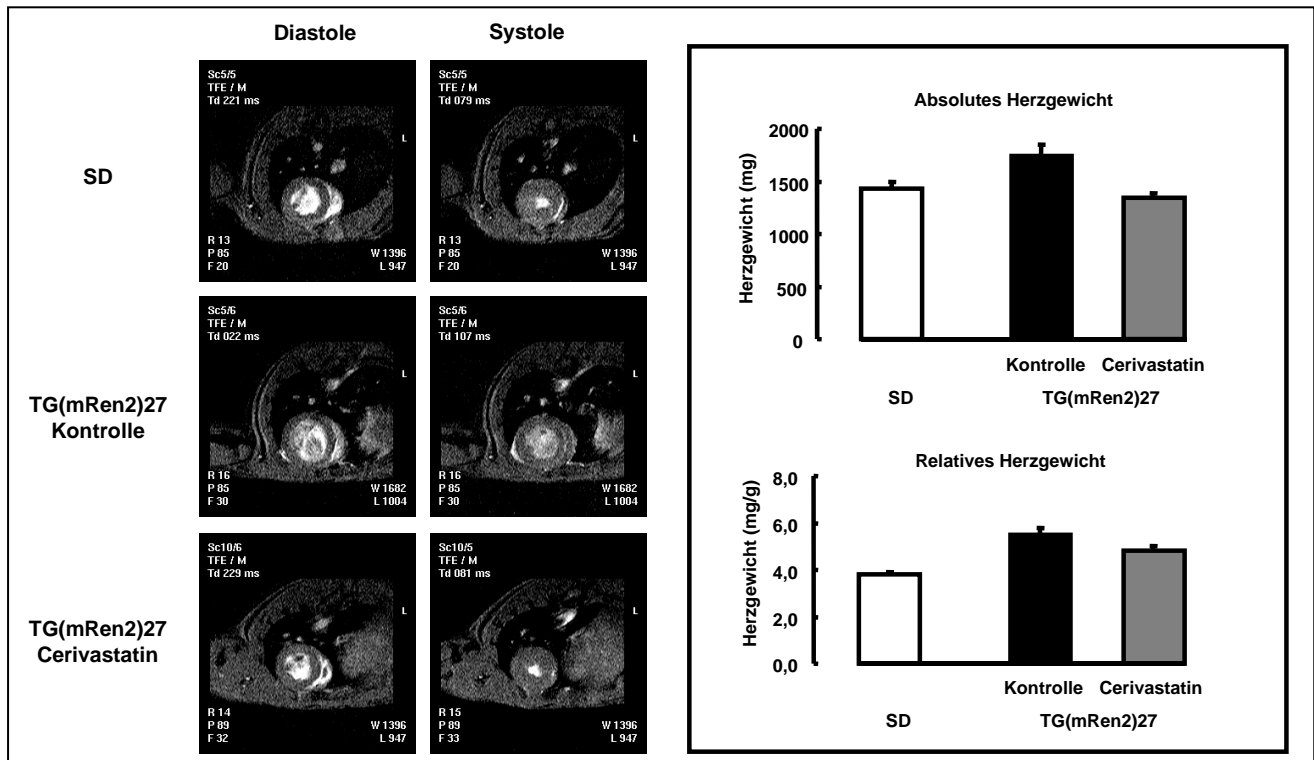 Diastole
Systole
SD
Sc5/5
TFE / M
Td 221 ms
L
R 13
P 85
F 20
W 1396
L 947
Sc5/5
TFE / M
Td 079 ms
L
R 13
P 85
F 20
W 1396
L 947
TG(mRen2)27
Kontrolle
Sc5/6
TFE / M
Td 022 ms
L
R 16
P 85
F 30
W 1682
L 1004
Sc5/6
TFE / M
Td 107 ms
L
R 16
P 85
F 30
W 1682
L 1004
TG(mRen2)27
Cerivastatin
Sc10/6
TFE / M
Td 229 ms
L
R 14
P 89
F 32
W 1396
L 947
Sc10/5
TFE / M
Td 081 ms
L
R 15
P 89
F 33
W 1396
L 947
Absolutes Herzgewicht
Herzgewicht (mg)
2000
1500
1000
500
0
Kontrolle Cerivastatin
SD TG(mRen2)27
Relatives Herzgewicht
Herzgewicht (mg/g)
8,0
6,0
4,0
2,0
0,0
Kontrolle Cerivastatin
SD TG(mRen2)27